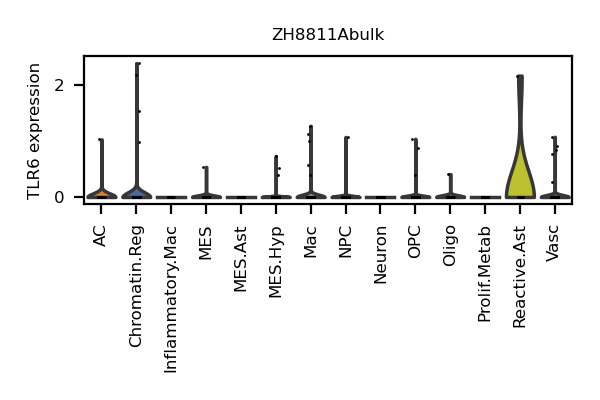 ZH8811Abulk
TLR6 expression
2
0
AC
Chromatin.Reg
Inflammatory.Mac
MES
MES.Ast
MES.Hyp
Mac
NPC
Neuron
OPC
Oligo
Prolif.Metab
Reactive.Ast
Vasc